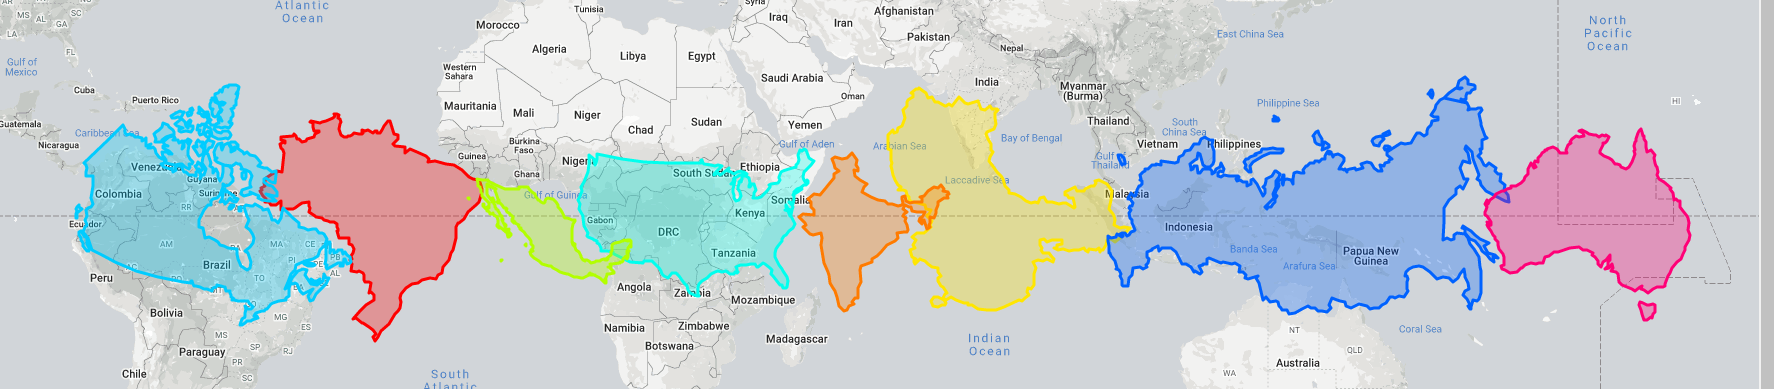 Atlantic
Ocean
Tunisia
Syria
Iraq
Iran
Afghanistan
Pakistan
Nepal
East China Sea
North
Pacific
Ocean
AR
MS
AL
GA
SC
LA
FL
Gulf of
Mexico
Morocco
Algeria
Libya
Egypt
Western
Sahara
Saudi Arabia
Oman
India
Myanmar
(Burma)
Cuba
Puerto Rico
HI
Mauritania
Mali
Niger
Chad
Sudan
Yemen
Thailand
Philippine Sea
South
China Sea
Vietnam
Philippines
Guatemala
Nicaragua
Caribbean Sea
Burkina
Faso
Guinea
Ghana
Nigeria
Gulf of Aden
Arabian Sea
Bay of Bengal
Gulf of
Thailand
Venezuela
Guyana
Suriname
South Sudan
Ethiopia
Laccadive Sea
Malaysia
Colombia
RR
Gulf of Guinea
Somalia
Ecuador
Gabon
Kenya
Indonesia
DRC
AM
PA
MA
CE
PI
PB
AL
Brazil
TO
Tanzania
Banda Sea
Papua New
Guinea
Arafura Sea
Peru
Angola
Zambia
Mozambique
Bolivia
MG
ES
MS
SP
RJ
PR
SC
Namibia
Zimbabwe
Madagascar
Botswana
Paraguay
Chile
South
Atlantic
Indian
Ocean
NT
Coral Sea
QLD
WA
Australia